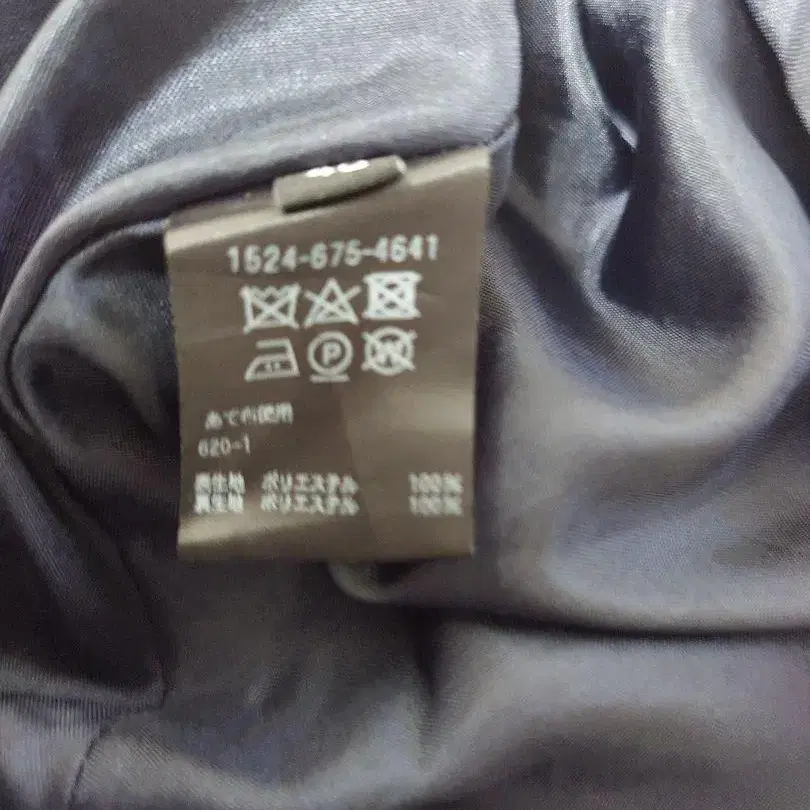 1524-675-4641
P
W
あて布使用
620-1
表生地 ポリエステル 100%
裏生地 ポリエステル 100%